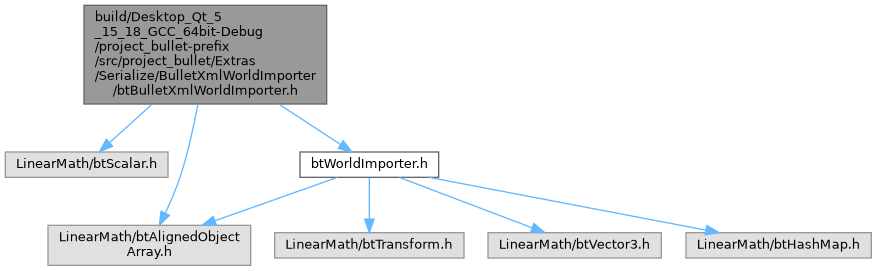 build/Desktop_Qt_5
_15_18_GCC_64bit-Debug
/project_bullet-prefix
/src/project_bullet/Extras
/Serialize/BulletXmlWorldImporter
/btBulletXmlWorldImporter.h
LinearMath/btScalar.h
btWorldImporter.h
LinearMath/btAlignedObject
Array.h
LinearMath/btTransform.h
LinearMath/btVector3.h
LinearMath/btHashMap.h